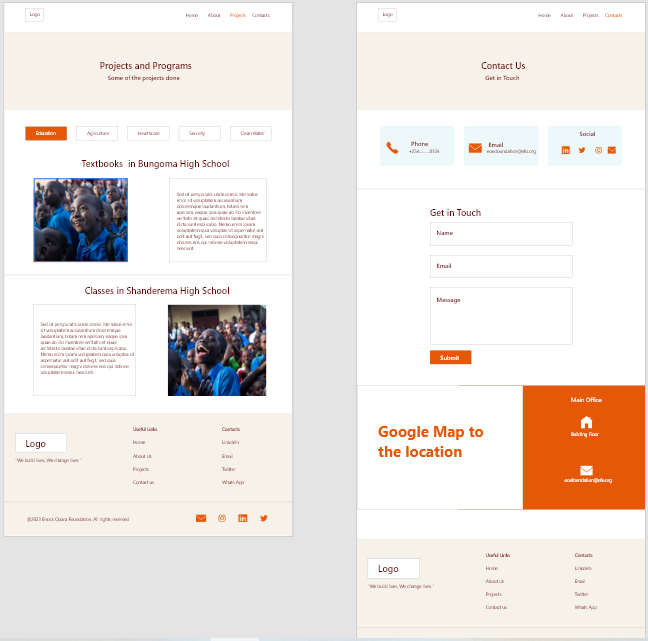 Logo
Home About Projects Contacts
Projects and Programs
Some of the projects done
Education Agriculture Healthcare Security Clean Water
Textbooks in Bungoma High School
Sed ut perspiciatis unde omnis iste natus
error sit voluptatem accusantium
doloremque laudantium, totam rem
aperiam, eaque ipsa quae ab illo inventore
veritatis et quasi architecto beatae vitae
dicta sunt explicabo. Nemo enim ipsam
voluptatem quia voluptas sit aspernatur aut
odit aut fugit, sed quia consequuntur magni
dolores eos qui ratione voluptatem sequi
nesciunt.
Classes in Shanderema High School
Sed ut perspiciatis unde omnis iste natus error
sit voluptatem accusantium doloremque
laudantium, totam rem aperiam, eaque ipsa
quae ab illo inventore veritatis et quasi
architecto beatae vitae dicta sunt explicabo.
Nemo enim ipsam voluptatem quia voluptas sit
aspernatur aut odit aut fugit, sed quia
consequuntur magni dolores eos qui ratione
voluptatem sequi nesciunt.
Logo
"We build lives, We change lives "
Useful Links
Home
About Us
Projects
Contact us
Contacts
LinkedIn
Email
Twitter
Whats App
@2023 Enock Opara Foundation. All rights reserved
Logo
Home About Projects Contacts
Contact Us
Get in Touch
Phone
Email
Social
Get in Touch
Name
Email
Message
Submit
Google Map to
the location
Main Office
Building Floor
Logo
"We build lives, We change lives "
Useful Links
Home
About Us
Projects
Contact us
Contacts
LinkedIn
Email
Twitter
Whats App